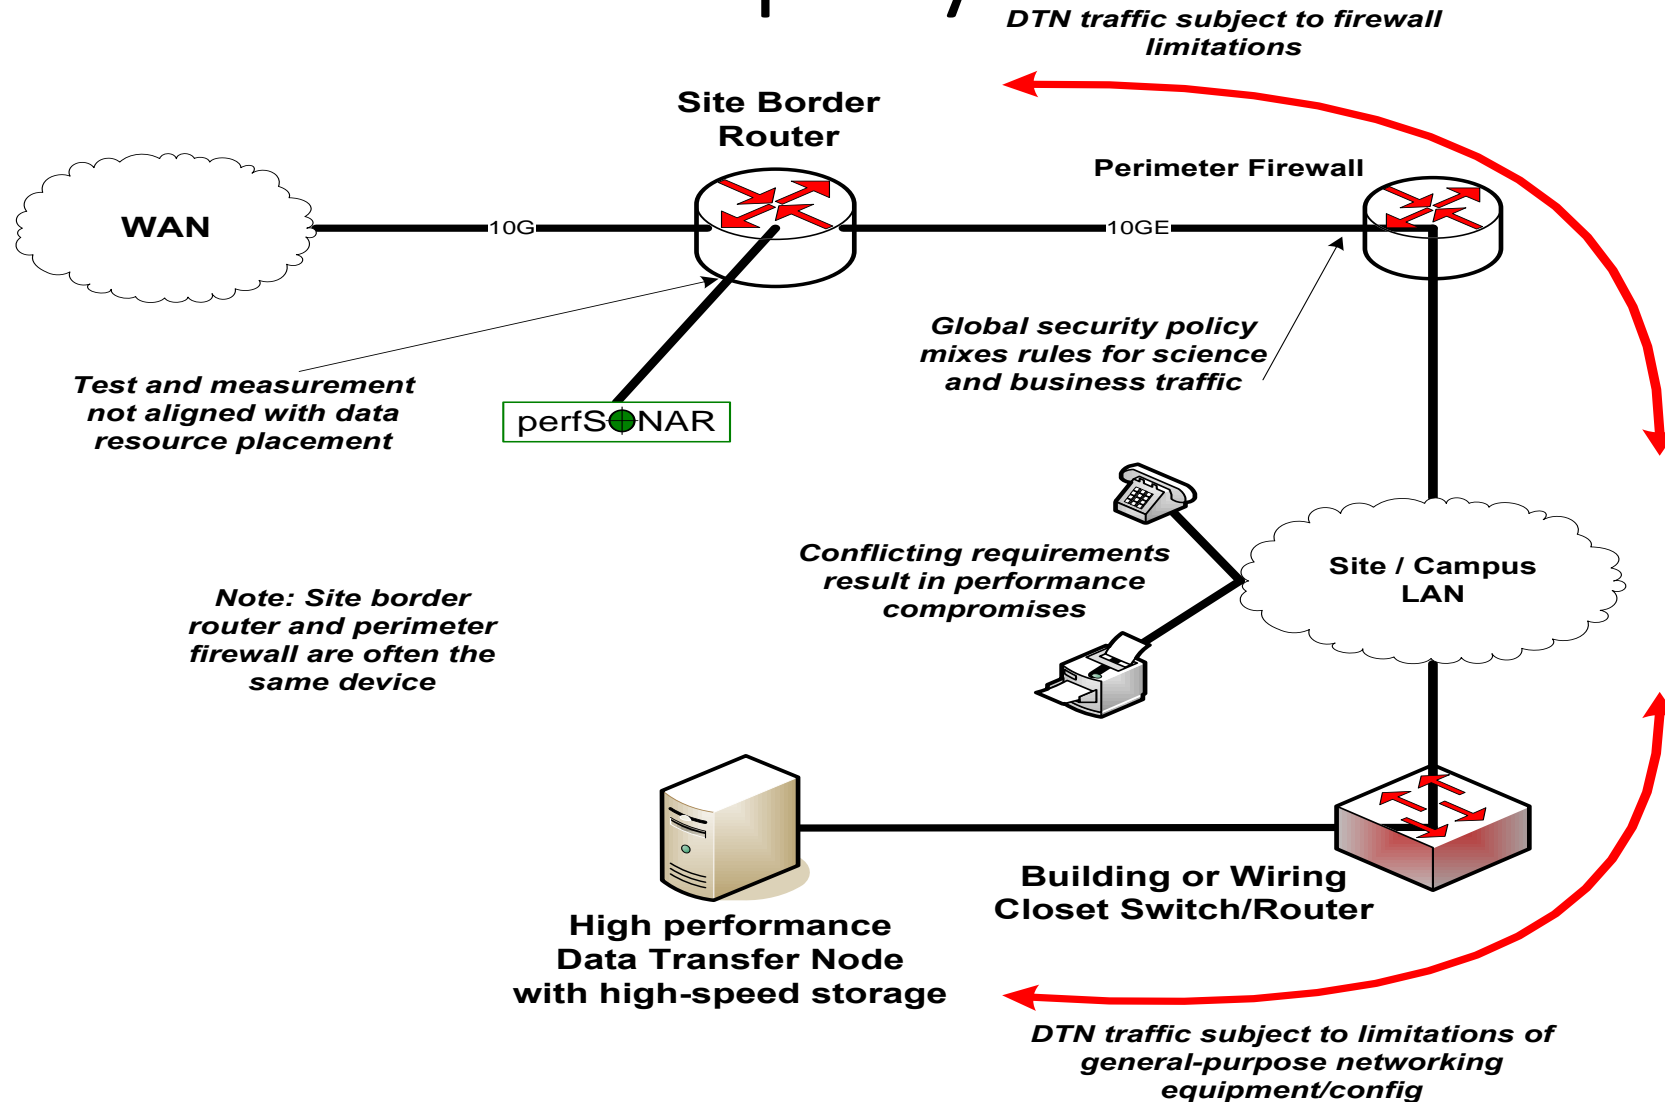 DTN traffic subject to firewall
limitations
Site Border
Router
Perimeter Firewall
WAN
10G
10GE
Global security policy
mixes rules for science
and business traffic
Test and measurement
not aligned with data
resource placement
perfSONAR
Conflicting requirements
result in performance
compromises
Site / Campus
LAN
Note: Site border
router and perimeter
firewall are often the
same device
Building or Wiring
Closet Switch/Router
High performance
Data Transfer Node
with high-speed storage
DTN traffic subject to limitations of
general-purpose networking
equipment/config